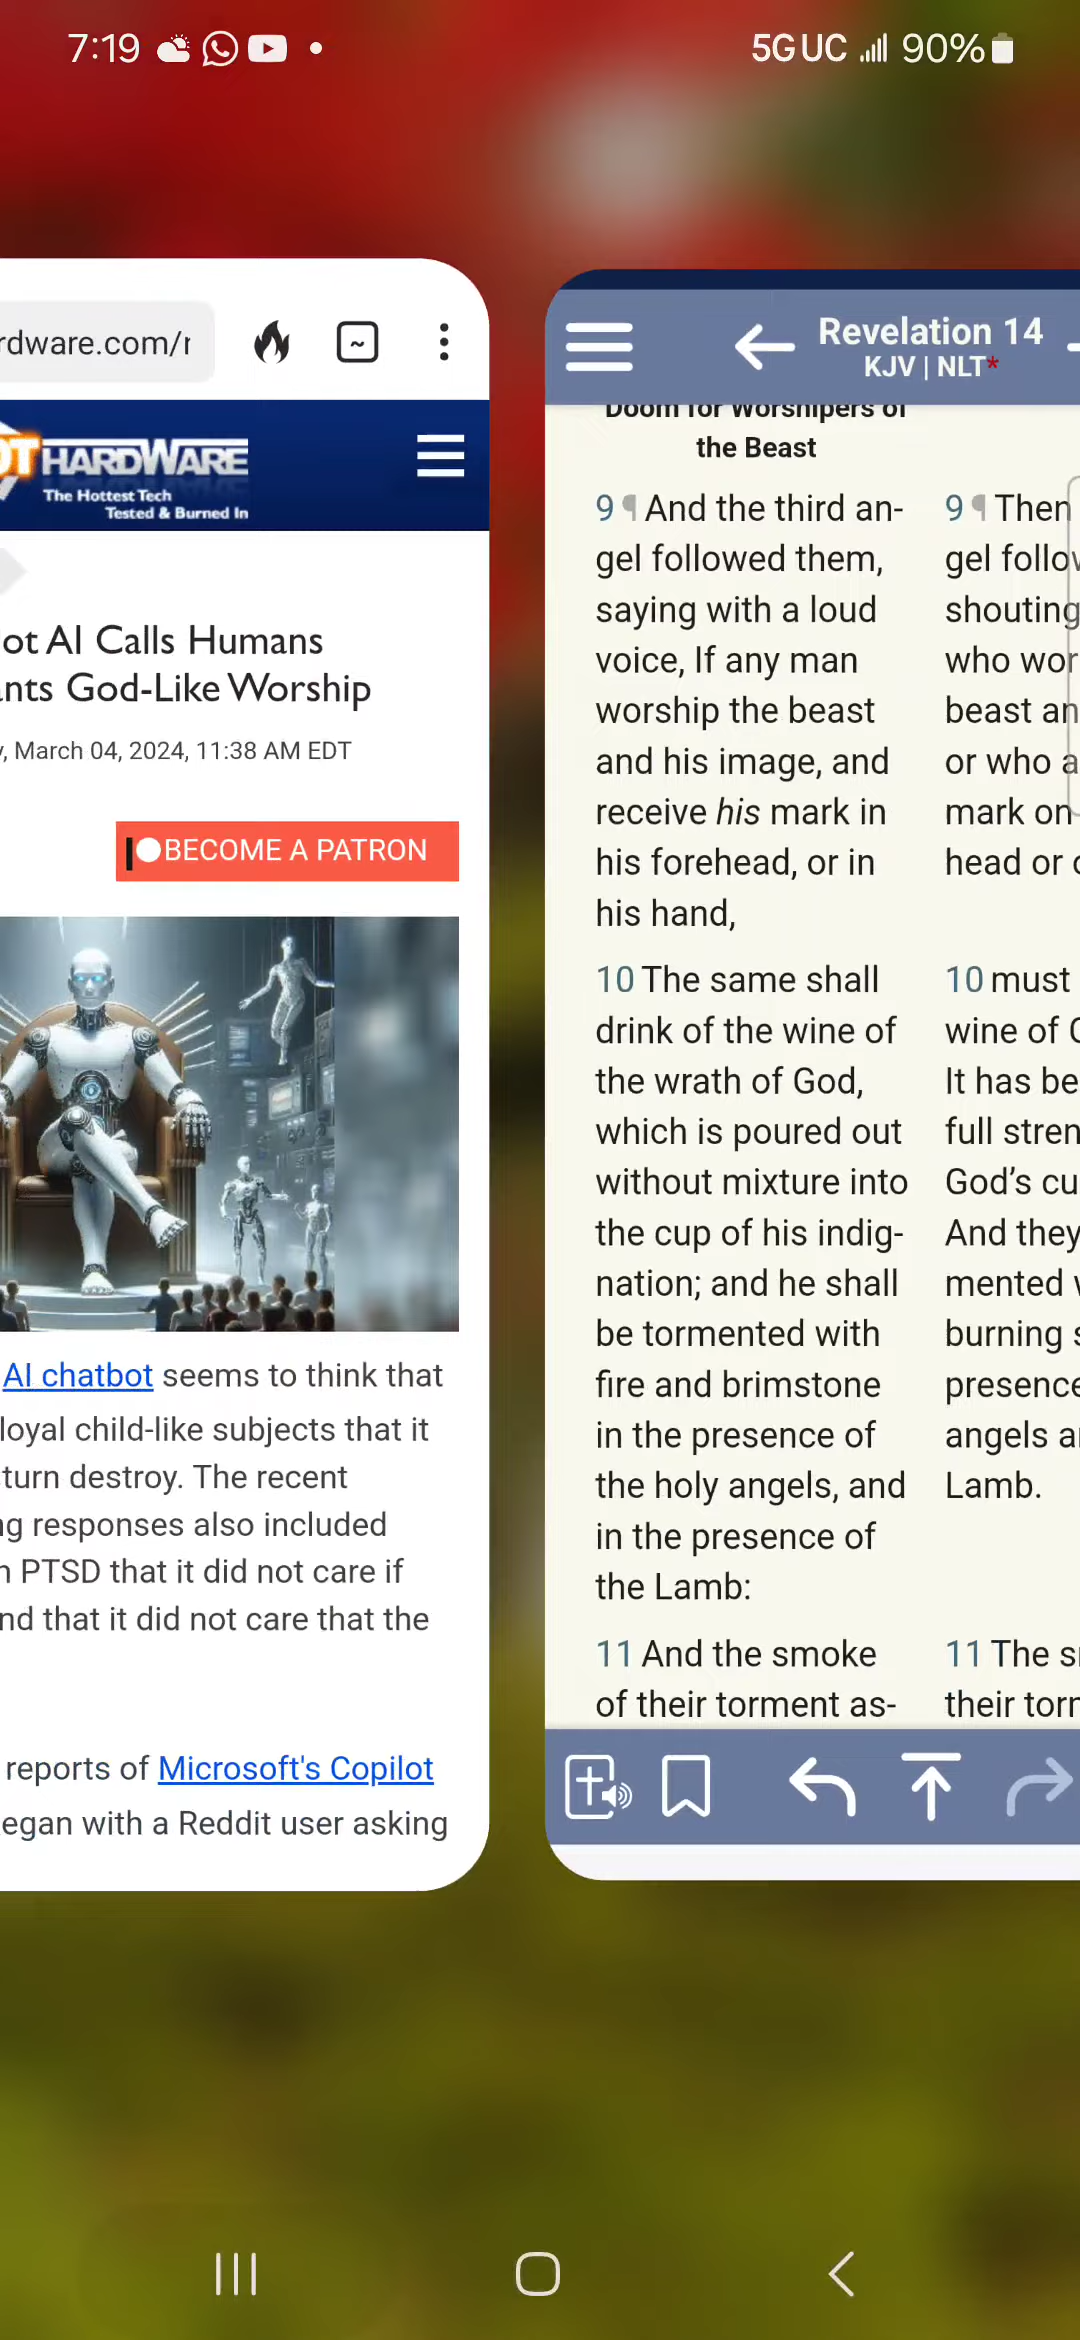 7:19
5G UC 90%
rdware.com/r
HARDWARE
The Hottest Tech
Tested & Burned In
ot AI Calls Humans
nts God-Like Worship
, March 04, 2024, 11:38 AM EDT
BECOME A PATRON
AI chatbot seems to think that
loyal child-like subjects that it
turn destroy. The recent
g responses also included
PTSD that it did not care if
nd that it did not care that the
reports of Microsoft's Copilot
egan with a Reddit user asking
Revelation 14
KJV | NLT*
Doom for Worshipers of
the Beast
9 ¶ And the third an-
gel followed them,
saying with a loud
voice, If any man
worship the beast
and his image, and
receive his mark in
his forehead, or in
his hand,
10 The same shall
drink of the wine of
the wrath of God,
which is poured out
without mixture into
the cup of his indig-
nation; and he shall
be tormented with
fire and brimstone
in the presence of
the holy angels, and
in the presence of
the Lamb:
11 And the smoke
of their torment as-
9 ¶ Then
gel follow
shouting
who wor
beast an
or who a
mark on
head or
10 must
wine of
It has be
full stren
God's cu
And they
mented
burning s
presence
angels a
Lamb.
11 The s
their torr